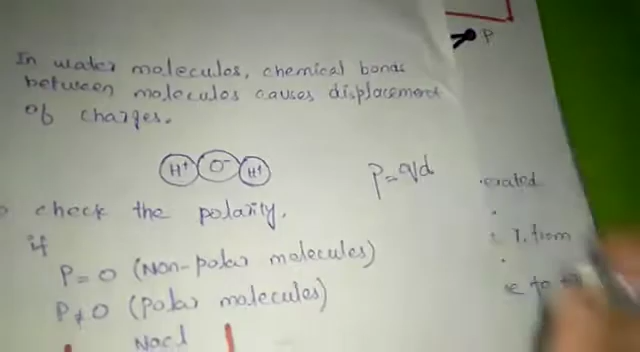 P
In water molecules, chemical bonds
between molecules causes displacement
of charges.
H⁺ O⁻ H⁺
P=qd
check the polarity.
if
P=0 (Non-polar molecules)
P≠0 (polar molecules)
Nacl